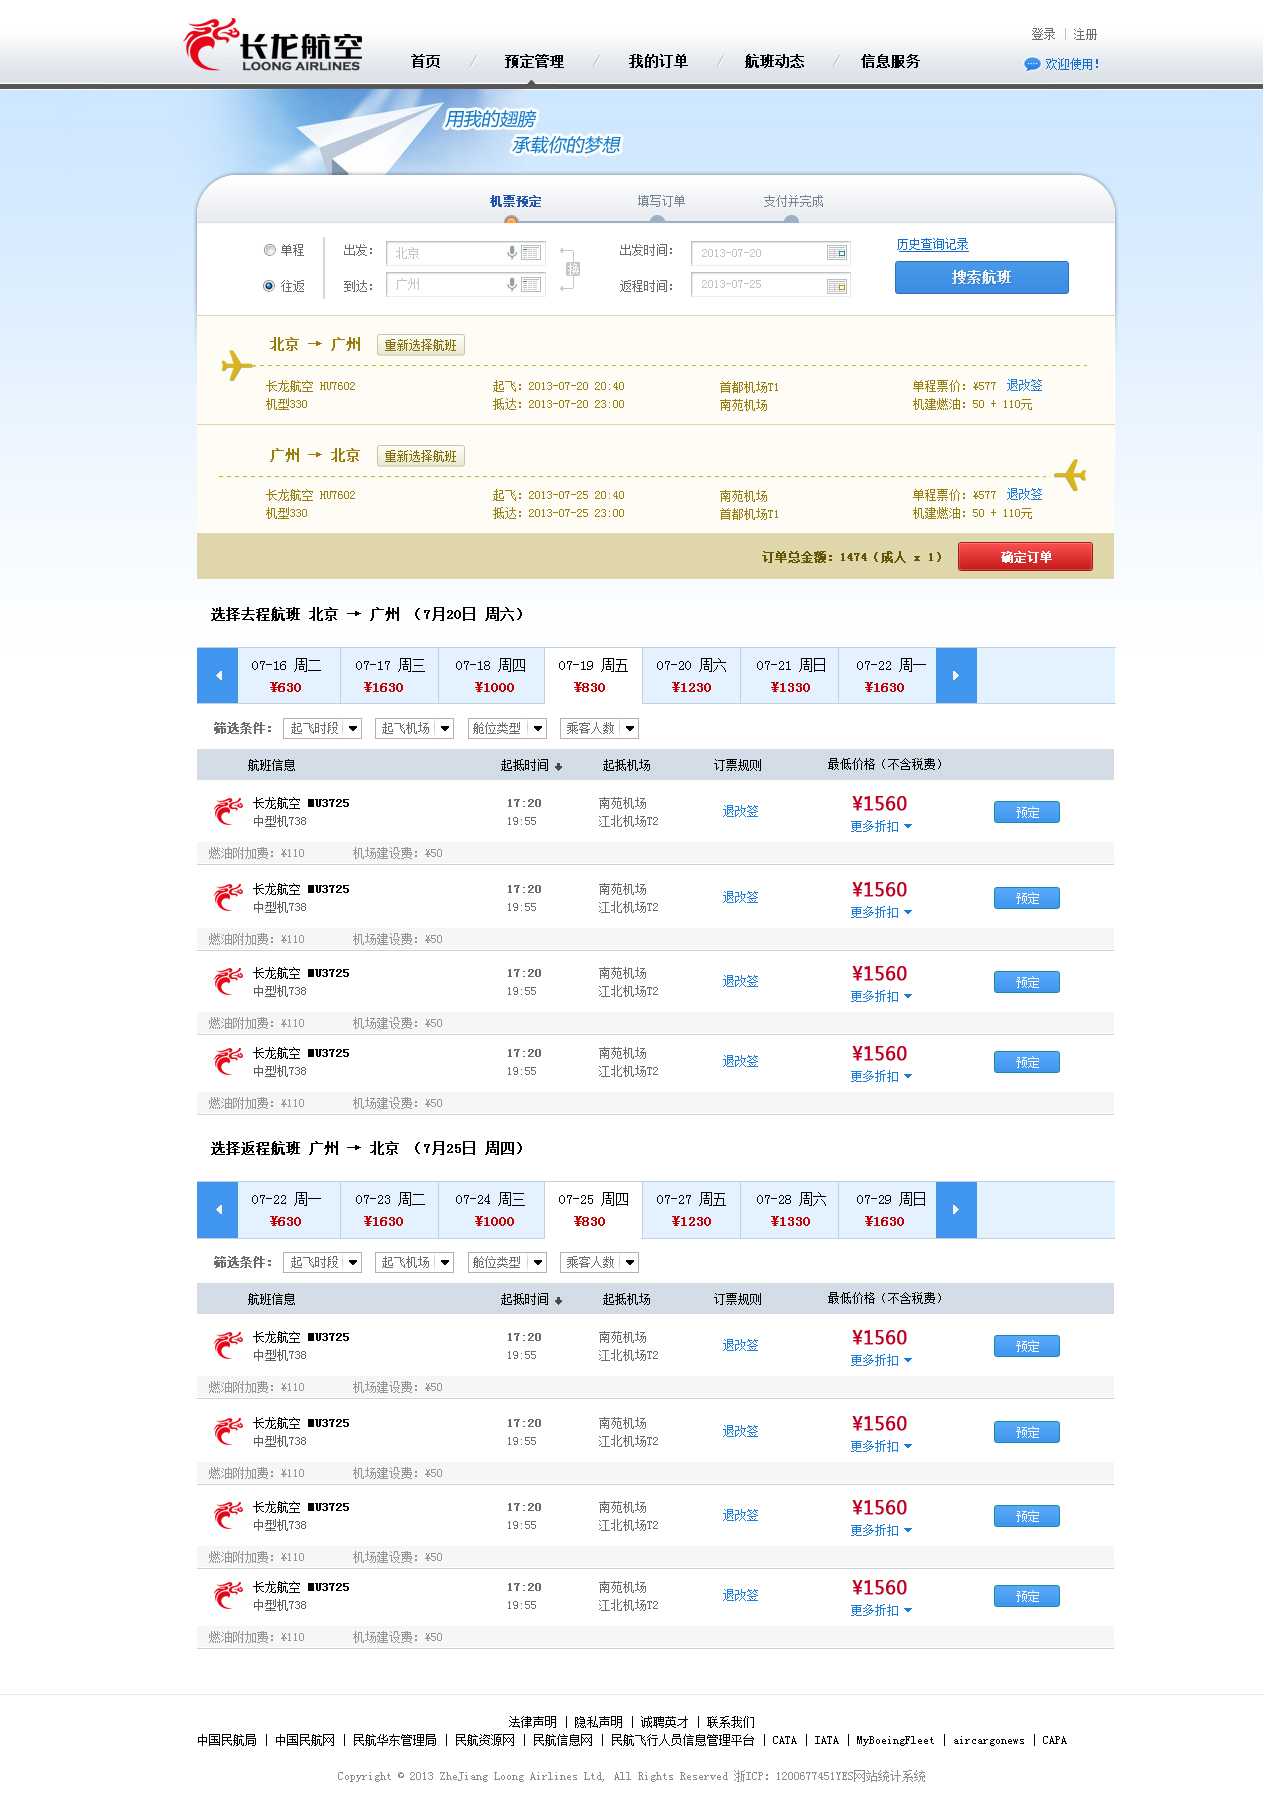 长龙航空
LOONG AIRLINES
首页 / 预定管理 / 我的订单 / 航班动态 / 信息服务
登录 | 注册
欢迎使用!
用我的翅膀
承载你的梦想
机票预定 填写订单 支付并完成
单程 出发: 北京 出发时间: 2013-07-20 历史查询记录
换
往返 到达: 广州 返程时间: 2013-07-25 搜索航班
北京 → 广州 重新选择航班
长龙航空 HU7602 起飞: 2013-07-20 20:40 首都机场T1 单程票价: ¥577 退改签
机型330 抵达: 2013-07-20 23:00 南苑机场 机建燃油: 50 + 110元
广州 → 北京 重新选择航班
长龙航空 HU7602 起飞: 2013-07-25 20:40 南苑机场 单程票价: ¥577 退改签
机型330 抵达: 2013-07-25 23:00 首都机场T1 机建燃油: 50 + 110元
订单总金额: 1474 (成人 x 1) 确定订单
选择去程航班 北京 → 广州 (7月20日 周六)
07-16 周二 07-17 周三 07-18 周四 07-19 周五 07-20 周六 07-21 周日 07-22 周一
¥630 ¥1630 ¥1000 ¥830 ¥1230 ¥1330 ¥1630
筛选条件: 起飞时段 起飞机场 舱位类型 乘客人数
航班信息 起抵时间 起抵机场 订票规则 最低价格 (不含税费)
长龙航空 MU3725 17:20 南苑机场 退改签 ¥1560 预定
中型机738 19:55 江北机场T2 更多折扣
燃油附加费: ¥110 机场建设费: ¥50
长龙航空 MU3725 17:20 南苑机场 退改签 ¥1560 预定
中型机738 19:55 江北机场T2 更多折扣
燃油附加费: ¥110 机场建设费: ¥50
长龙航空 MU3725 17:20 南苑机场 退改签 ¥1560 预定
中型机738 19:55 江北机场T2 更多折扣
燃油附加费: ¥110 机场建设费: ¥50
长龙航空 MU3725 17:20 南苑机场 退改签 ¥1560 预定
中型机738 19:55 江北机场T2 更多折扣
燃油附加费: ¥110 机场建设费: ¥50
选择返程航班 广州 → 北京 (7月25日 周四)
07-22 周一 07-23 周二 07-24 周三 07-25 周四 07-27 周五 07-28 周六 07-29 周日
¥630 ¥1630 ¥1000 ¥830 ¥1230 ¥1330 ¥1630
筛选条件: 起飞时段 起飞机场 舱位类型 乘客人数
航班信息 起抵时间 起抵机场 订票规则 最低价格 (不含税费)
长龙航空 MU3725 17:20 南苑机场 退改签 ¥1560 预定
中型机738 19:55 江北机场T2 更多折扣
燃油附加费: ¥110 机场建设费: ¥50
长龙航空 MU3725 17:20 南苑机场 退改签 ¥1560 预定
中型机738 19:55 江北机场T2 更多折扣
燃油附加费: ¥110 机场建设费: ¥50
长龙航空 MU3725 17:20 南苑机场 退改签 ¥1560 预定
中型机738 19:55 江北机场T2 更多折扣
燃油附加费: ¥110 机场建设费: ¥50
长龙航空 MU3725 17:20 南苑机场 退改签 ¥1560 预定
中型机738 19:55 江北机场T2 更多折扣
燃油附加费: ¥110 机场建设费: ¥50
法律声明 | 隐私声明 | 诚聘英才 | 联系我们
中国民航局 | 中国民航网 | 民航华东管理局 | 民航资源网 | 民航信息网 | 民航飞行人员信息管理平台 | CATA | IATA | MyBoeingFleet | aircargonews | CAPA
Copyright © 2013 ZheJiang Loong Airlines Ltd, All Rights Reserved 浙ICP: 1200677451YES网站统计系统